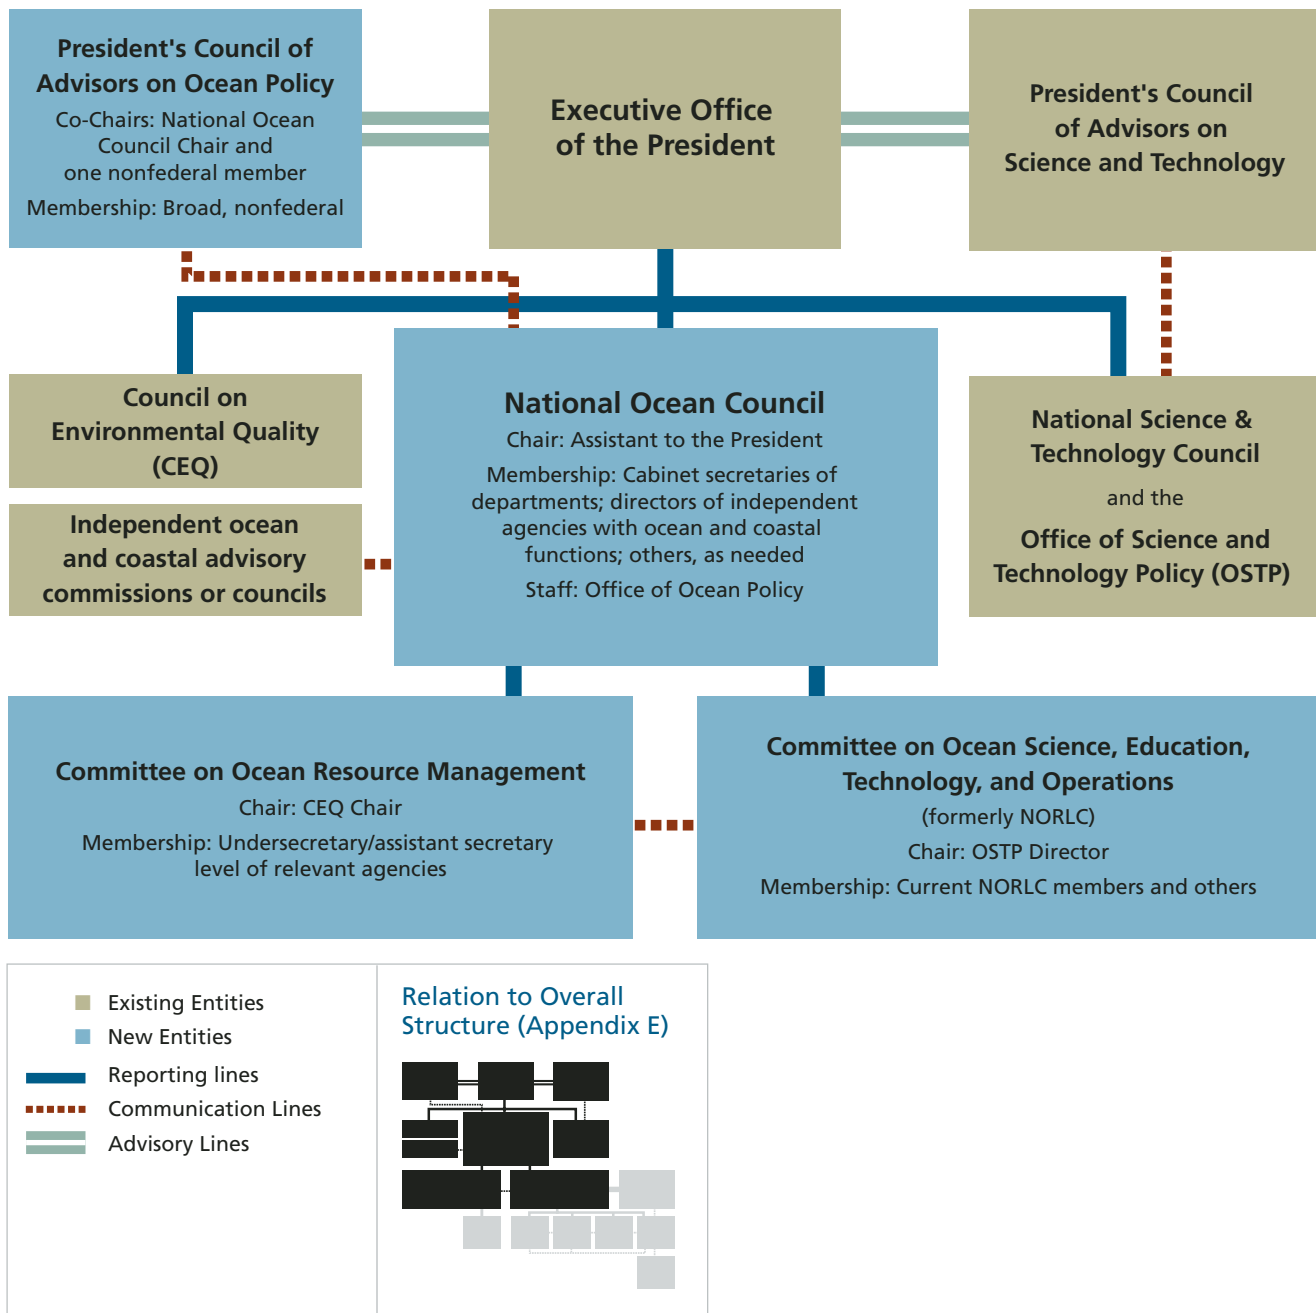 President's Council of
Advisors on Ocean Policy
Co-Chairs: National Ocean
Council Chair and
one nonfederal member
Membership: Broad, nonfederal
Executive Office
of the President
President's Council
of Advisors on
Science and Technology
Council on
Environmental Quality
(CEQ)
Independent ocean
and coastal advisory
commissions or councils
National Ocean Council
Chair: Assistant to the President
Membership: Cabinet secretaries of
departments; directors of independent
agencies with ocean and coastal
functions; others, as needed
Staff: Office of Ocean Policy
National Science &
Technology Council
and the
Office of Science and
Technology Policy (OSTP)
Committee on Ocean Resource Management
Chair: CEQ Chair
Membership: Undersecretary/assistant secretary
level of relevant agencies
Committee on Ocean Science, Education,
Technology, and Operations
(formerly NORLC)
Chair: OSTP Director
Membership: Current NORLC members and others
Existing Entities
New Entities
Reporting lines
Communication Lines
Advisory Lines
Relation to Overall
Structure (Appendix E)